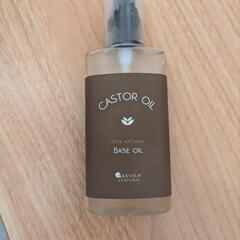 CASTOR OIL
100% NATURAL
BASE OIL